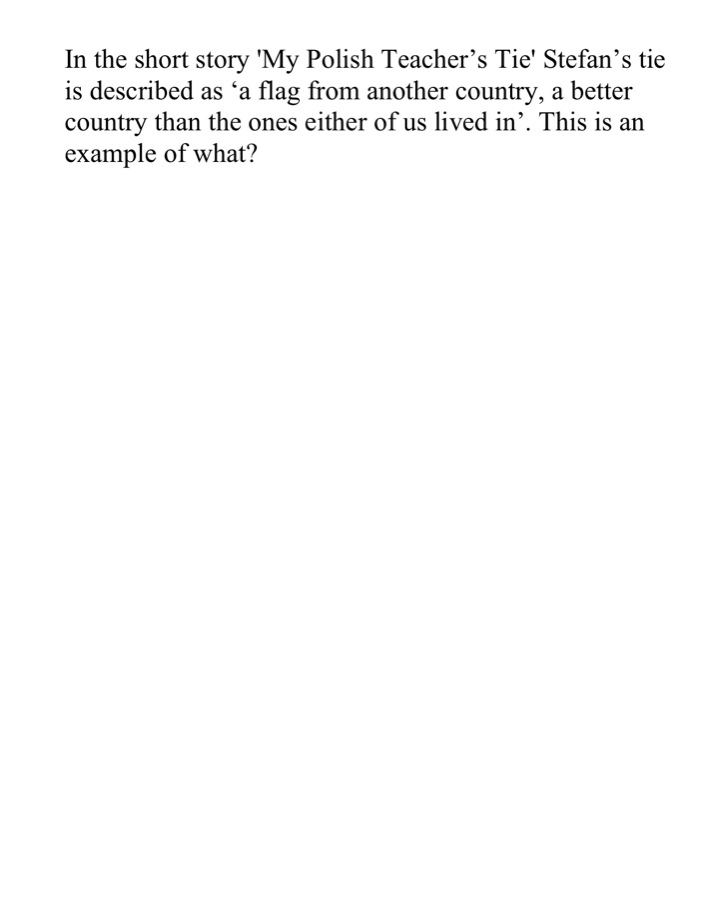 In the short story 'My Polish Teacher’s Tie' Stefan’s tie
is described as ‘a flag from another country, a better
country than the ones either of us lived in’. This is an
example of what?